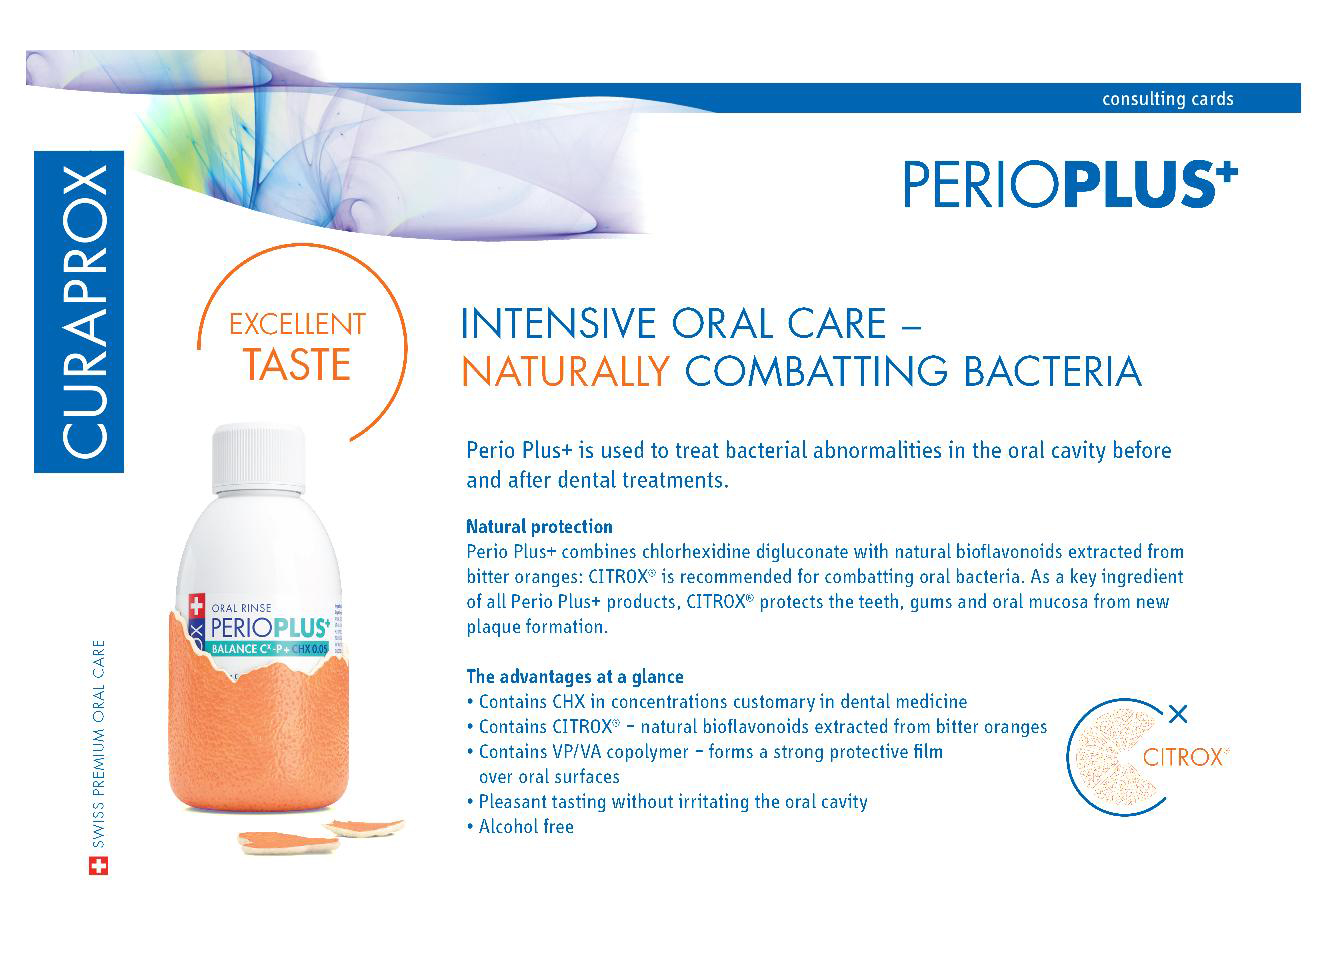 consulting cards
PERIOPLUS+
CURAPROX
EXCELLENT
TASTE
INTENSIVE ORAL CARE –
NATURALLY COMBATTING BACTERIA
Perio Plus+ is used to treat bacterial abnormalities in the oral cavity before
and after dental treatments.
Natural protection
Perio Plus+ combines chlorhexidine digluconate with natural bioflavonoids extracted from
bitter oranges: CITROX® is recommended for combatting oral bacteria. As a key ingredient
of all Perio Plus+ products, CITROX® protects the teeth, gums and oral mucosa from new
plaque formation.
The advantages at a glance
• Contains CHX in concentrations customary in dental medicine
• Contains CITROX® – natural bioflavonoids extracted from bitter oranges
• Contains VP/VA copolymer – forms a strong protective film
over oral surfaces
• Pleasant tasting without irritating the oral cavity
• Alcohol free
ORAL RINSE
PERIOPLUS+
BALANCE Cˣ-P+ CHX 0.05
OX
CITROX®
X
SWISS PREMIUM ORAL CARE